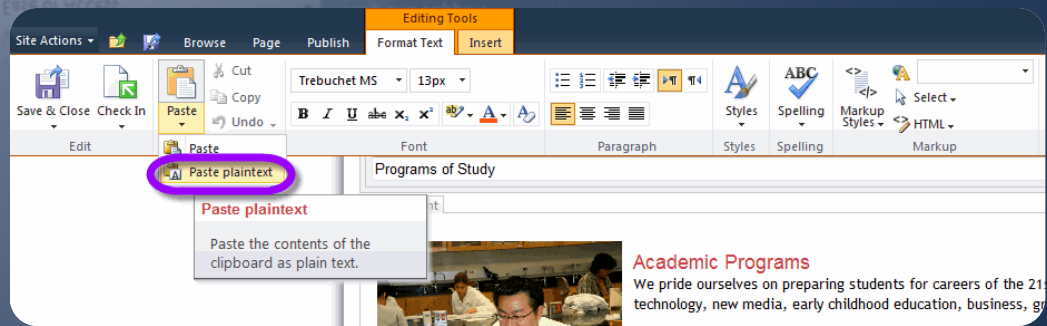 Editing Tools
Site Actions Browse Page Publish Format Text Insert
Save & Close Check In Paste Cut Copy Undo
Trebuchet MS 13px
B I U abc X₂ X² ab A A
Styles ABC Spelling Markup Styles Select HTML
Edit Font Paragraph Styles Spelling Markup
Paste
Paste plaintext
Programs of Study
Paste plaintext
Paste the contents of the
clipboard as plain text.
Academic Programs
We pride ourselves on preparing students for careers of the 21
technology, new media, early childhood education, business,